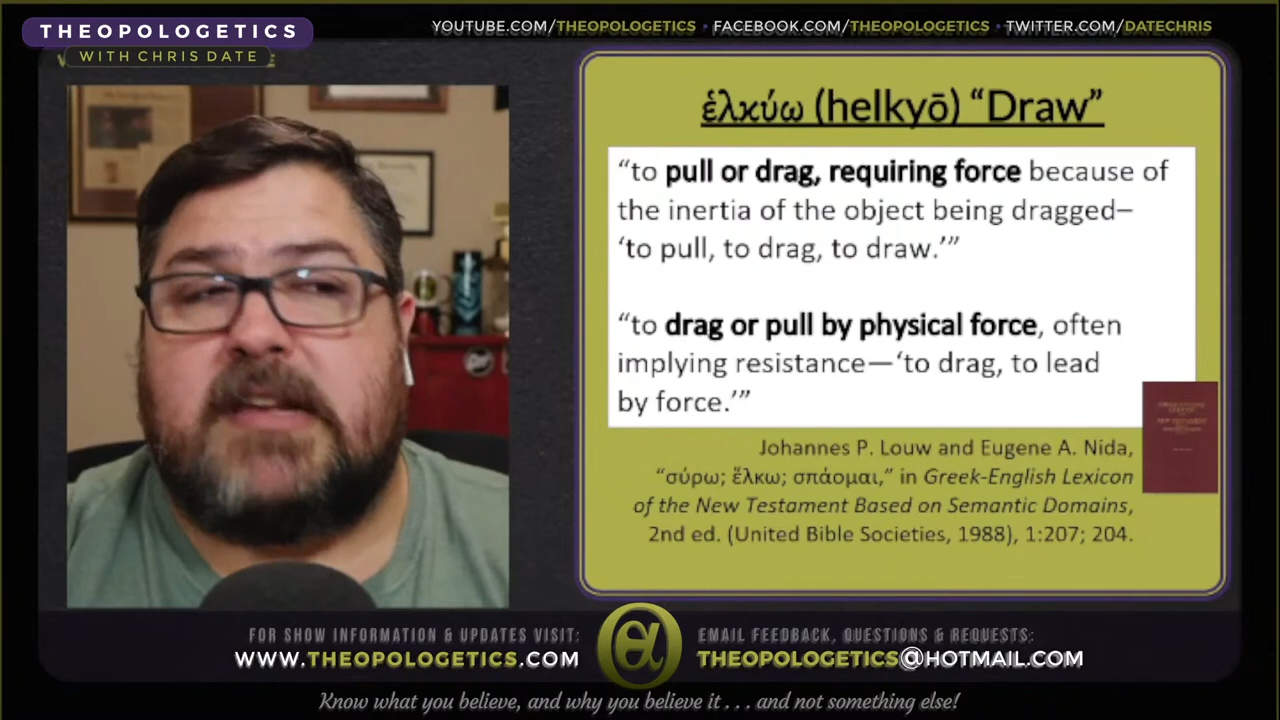 THEOPOLOGETICS
WITH CHRIS DATE
YOUTUBE.COM/THEOPOLOGETICS • FACEBOOK.COM/THEOPOLOGETICS • TWITTER.COM/DATECHRIS
ἑλκύω (helkyō) “Draw”
“to pull or drag, requiring force because of
the inertia of the object being dragged–
‘to pull, to drag, to draw.’”
“to drag or pull by physical force, often
implying resistance—‘to drag, to lead
by force.’”
Johannes P. Louw and Eugene A. Nida,
“σύρω; ἕλκω; σπάομαι,” in Greek-English Lexicon
of the New Testament Based on Semantic Domains,
2nd ed. (United Bible Societies, 1988), 1:207; 204.
FOR SHOW INFORMATION & UPDATES VISIT:
WWW.THEOPOLOGETICS.COM
EMAIL FEEDBACK, QUESTIONS & REQUESTS:
THEOPOLOGETICS@HOTMAIL.COM
Know what you believe, and why you believe it . . . and not something else!